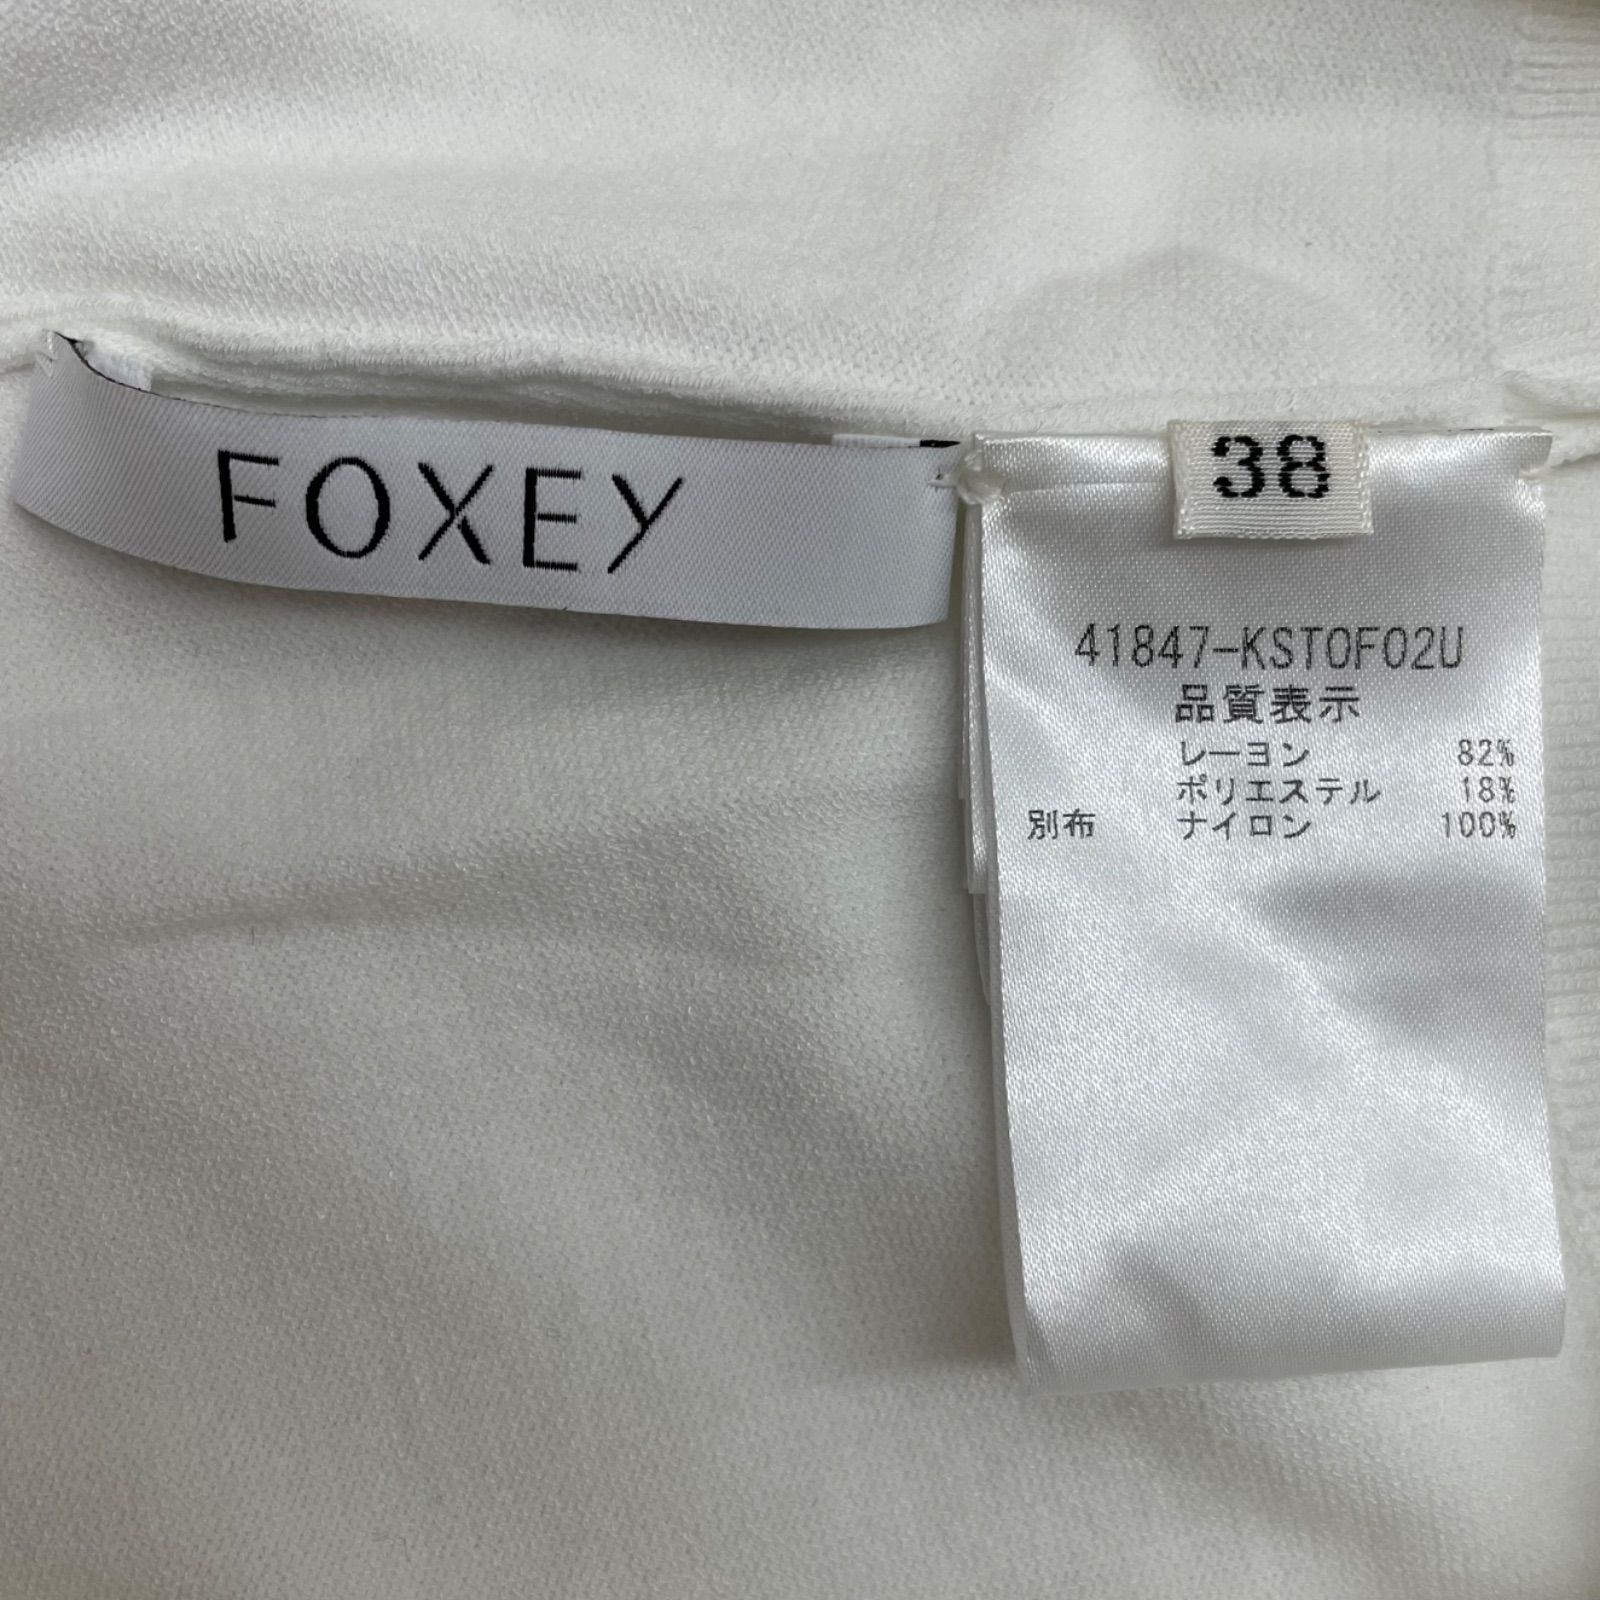 FOXEY
38
41847-KSTOF02U
品質表示
レーヨン 82%
ポリエステル 18%
別布 ナイロン 100%